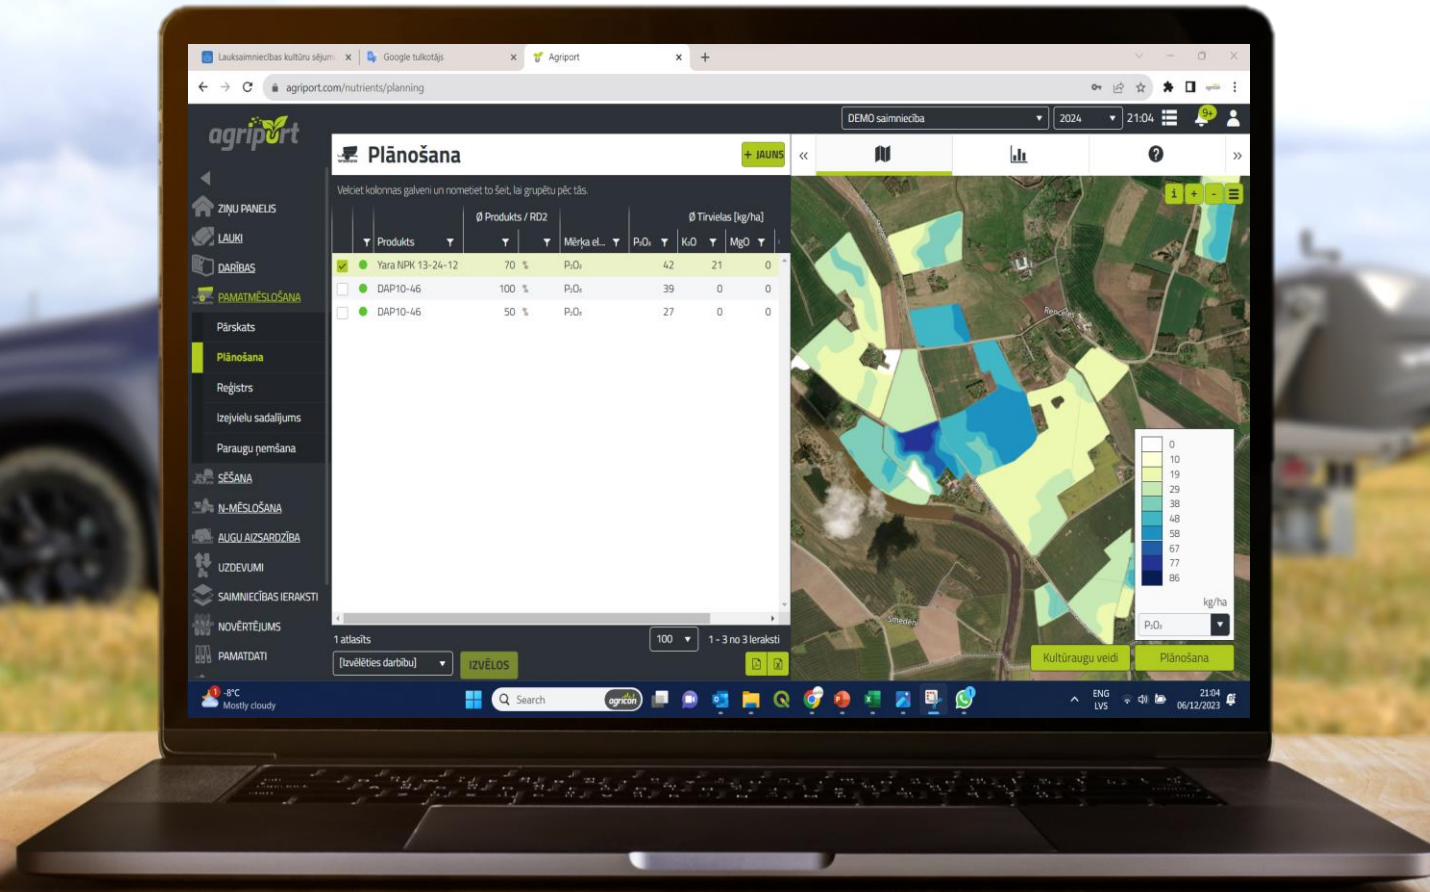 Lauksaimniecības kultūru sējum
Google tulkotājs
Agriport
agriport.com/nutrients/planning
agriport
DEMO saimniecība
2024
21:04
9+
Plānošana
+ JAUNS
Velciet kolonnas galveni un nometiet to šeit, lai grupētu pēc tās.
Ø Produkts / RD2
Ø Tīrvielas [kg/ha]
Produkts
Mērķa el...
P₂O₅
K₂O
MgO
Yara NPK 13-24-12
70 %
P₂O₅
42
21
0
DAP10-46
100 %
P₂O₅
39
0
0
DAP10-46
50 %
P₂O₅
27
0
0
ZIŅU PANELIS
LAUKI
DARĪBAS
PAMATMĒSLOŠANA
Pārskats
Plānošana
Reģistrs
Izejvielu sadalījums
Paraugu ņemšana
SĒŠANA
N-MĒSLOŠANA
AUGU AIZSARDZĪBA
UZDEVUMI
SAIMNIECĪBAS IERAKSTI
NOVĒRTĒJUMS
PAMATDATI
1 atlasīts
100
1 - 3 no 3 Ieraksti
[Izvēlēties darbību]
IZVĒLOS
i
+
-
Smēdēni
0
10
19
29
38
48
58
67
77
86
kg/ha
P₂O₅
Kultūraugu veidi
Plānošana
1
-8°C
Mostly cloudy
Search
agricon
ENG
LVS
21:04
06/12/2023